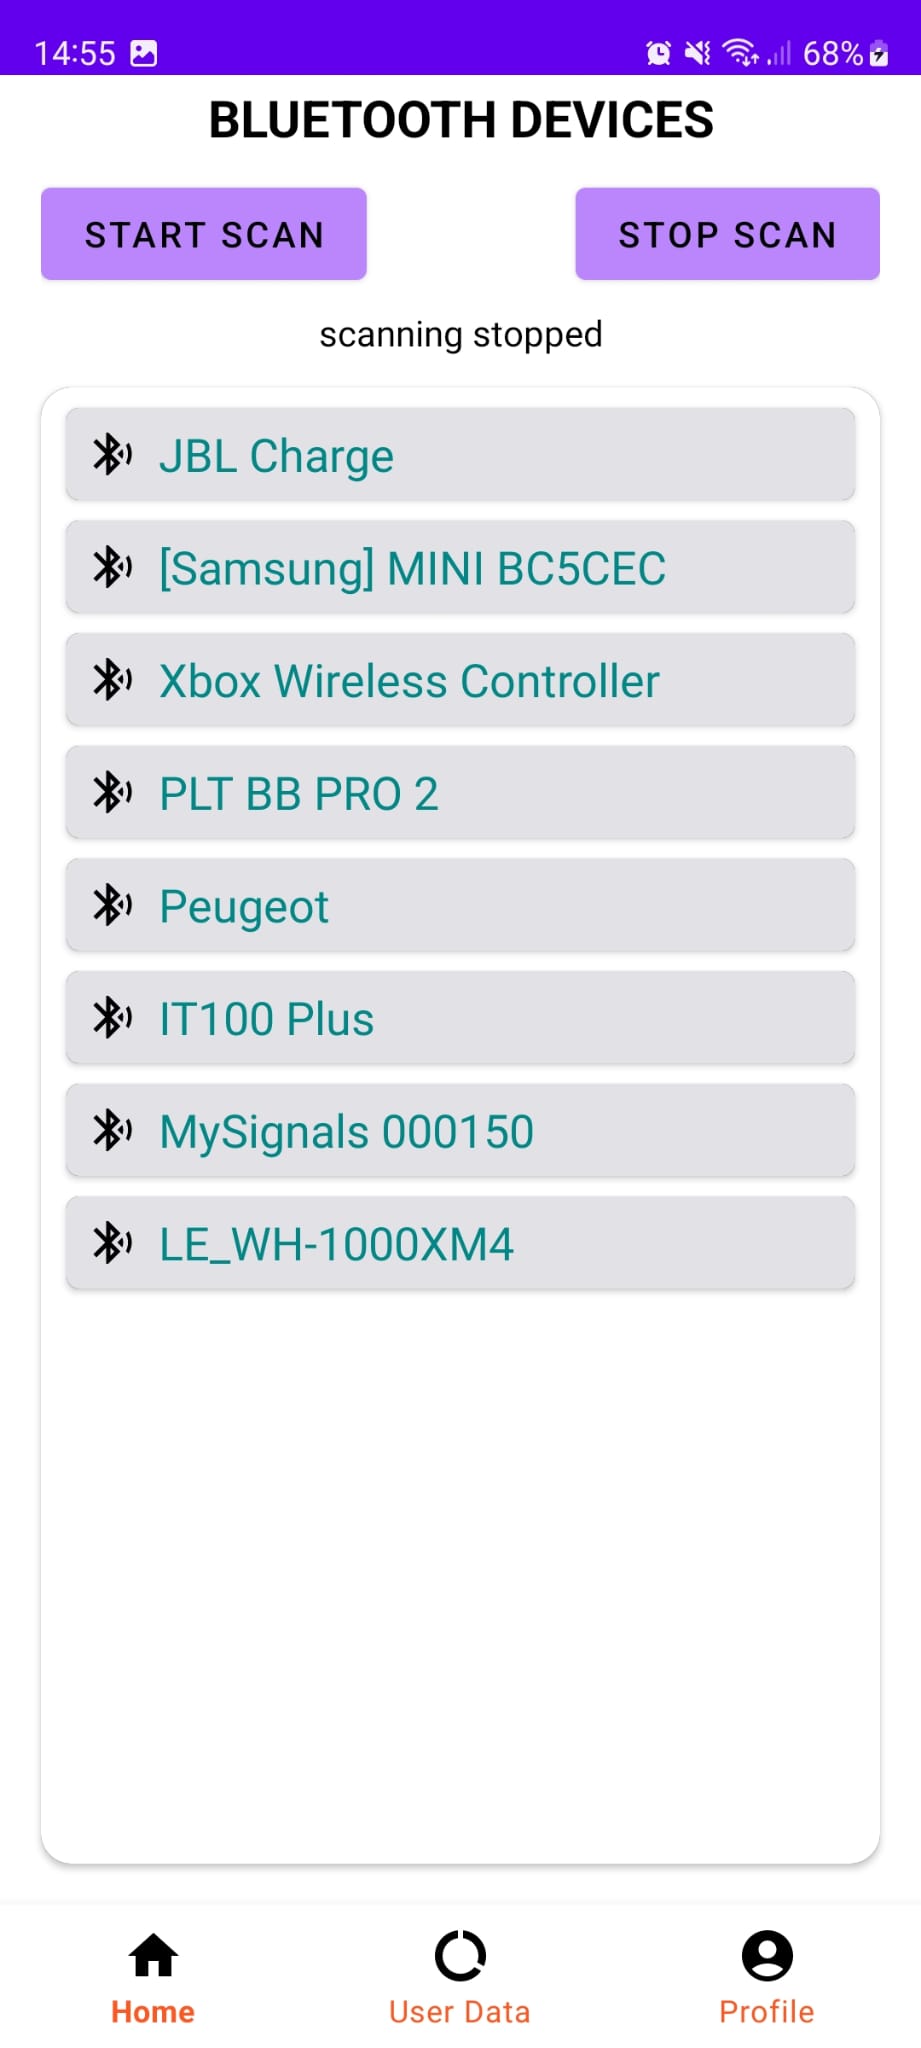 14:55 68%
BLUETOOTH DEVICES
START SCAN STOP SCAN
scanning stopped
JBL Charge
[Samsung] MINI BC5CEC
Xbox Wireless Controller
PLT BB PRO 2
Peugeot
IT100 Plus
MySignals 000150
LE_WH-1000XM4
Home User Data Profile